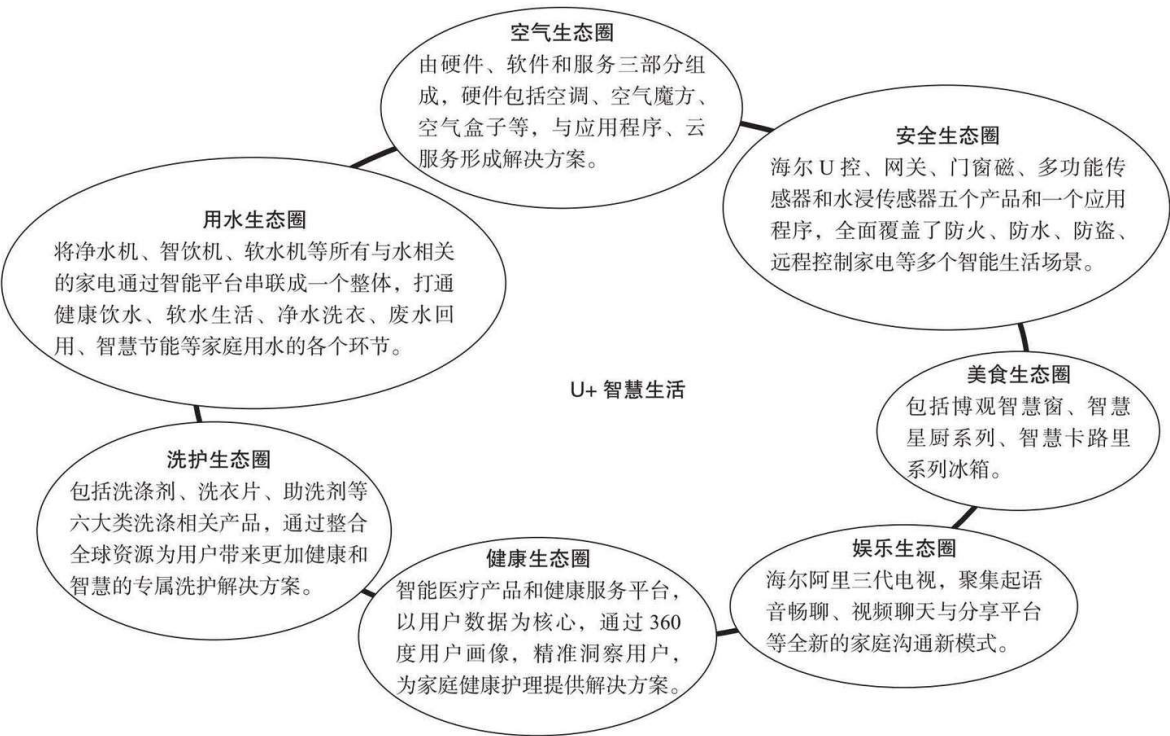 空气生态圈
由硬件、软件和服务三部分组
成，硬件包括空调、空气魔方、
空气盒子等，与应用程序、云
服务形成解决方案。
安全生态圈
海尔 U 控、网关、门窗磁、多功能传
感器和水浸传感器五个产品和一个应用
程序，全面覆盖了防火、防水、防盗、
远程控制家电等多个智能生活场景。
用水生态圈
将净水机、智饮机、软水机等所有与水相关
的家电通过智能平台串联成一个整体，打通
健康饮水、软水生活、净水洗衣、废水回
用、智慧节能等家庭用水的各个环节。
U+ 智慧生活
美食生态圈
包括博观智慧窗、智慧
星厨系列、智慧卡路里
系列冰箱。
洗护生态圈
包括洗涤剂、洗衣片、助洗剂等
六大类洗涤相关产品，通过整合
全球资源为用户带来更加健康和
智慧的专属洗护解决方案。
健康生态圈
智能医疗产品和健康服务平台，
以用户数据为核心，通过 360
度用户画像，精准洞察用户，
为家庭健康护理提供解决方案。
娱乐生态圈
海尔阿里三代电视，聚集起语
音畅聊、视频聊天与分享平台
等全新的家庭沟通新模式。